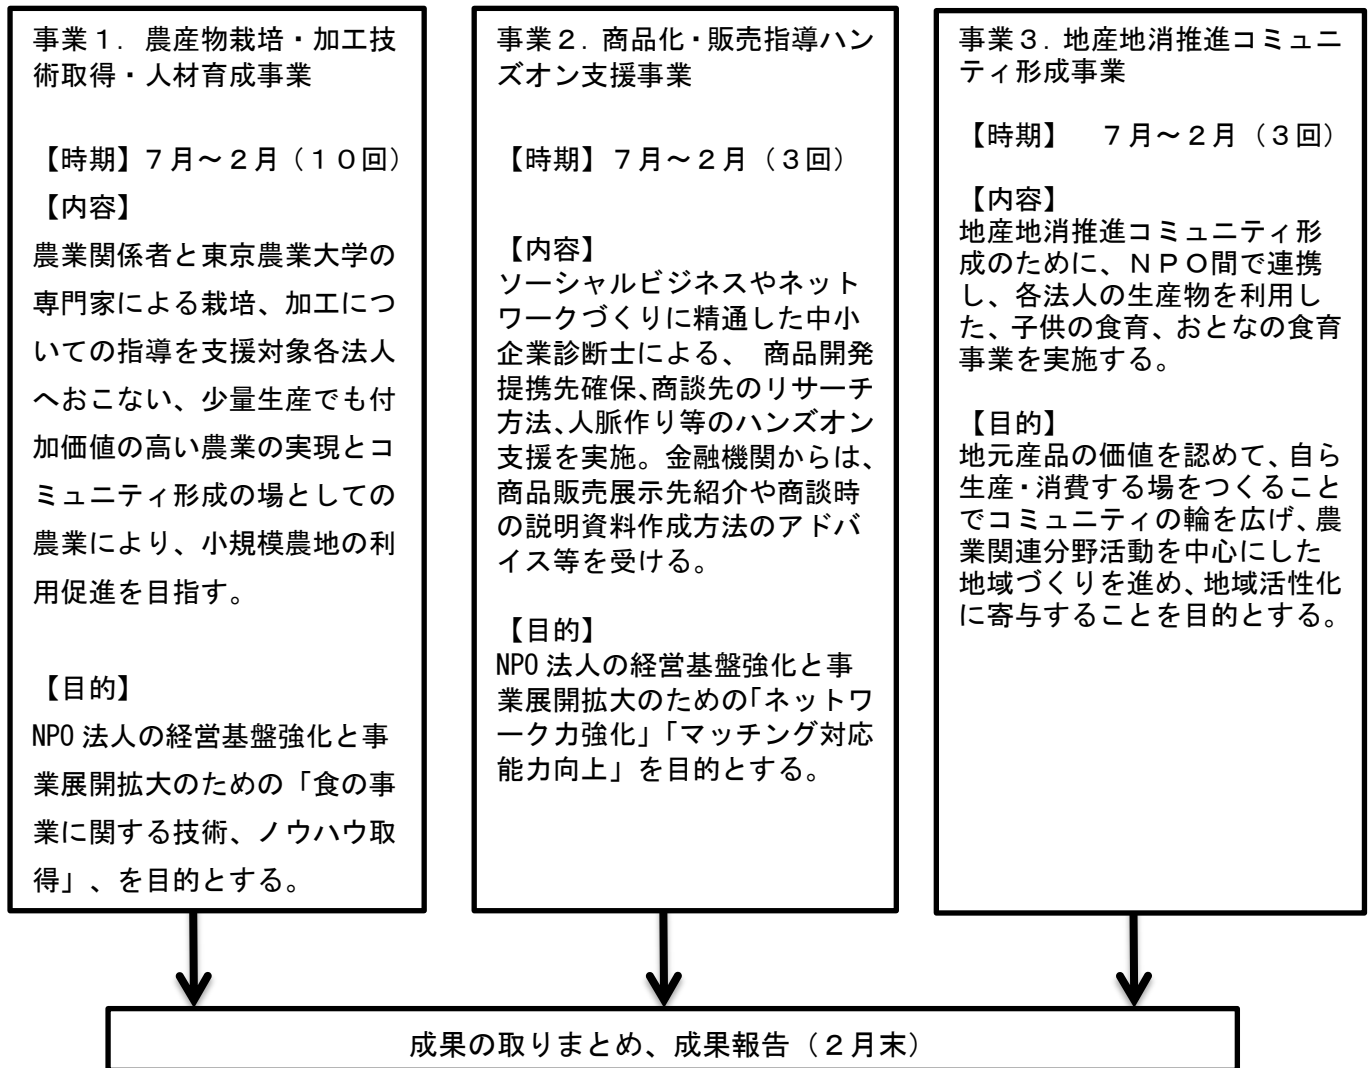 事業１．農産物栽培・加工技
術取得・人材育成事業
【時期】７月～２月（１０回）
【内容】
農業関係者と東京農業大学の
専門家による栽培、加工につ
いての指導を支援対象各法人
へおこない、少量生産でも付
加価値の高い農業の実現とコ
ミュニティ形成の場としての
農業により、小規模農地の利
用促進を目指す。
【目的】
NPO法人の経営基盤強化と事
業展開拡大のための「食の事
業に関する技術、ノウハウ取
得」、を目的とする。
事業２．商品化・販売指導ハン
ズオン支援事業
【時期】７月～２月（３回）
【内容】
ソーシャルビジネスやネット
ワークづくりに精通した中小
企業診断士による、　商品開発
提携先確保、商談先のリサーチ
方法、人脈作り等のハンズオン
支援を実施。金融機関からは、
商品販売展示先紹介や商談時
の説明資料作成方法のアドバ
イス等を受ける。
【目的】
NPO法人の経営基盤強化と事
業展開拡大のための「ネットワ
ーク力強化」「マッチング対応
能力向上」を目的とする。
事業３．地産地消推進コミュニ
ティ形成事業
【時期】　７月～２月（３回）
【内容】
地産地消推進コミュニティ形
成のために、ＮＰＯ間で連携
し、各法人の生産物を利用し
た、子供の食育、おとなの食育
事業を実施する。
【目的】
地元産品の価値を認めて、自ら
生産・消費する場をつくること
でコミュニティの輪を広げ、農
業関連分野活動を中心にした
地域づくりを進め、地域活性化
に寄与することを目的とする。
成果の取りまとめ、成果報告（２月末）